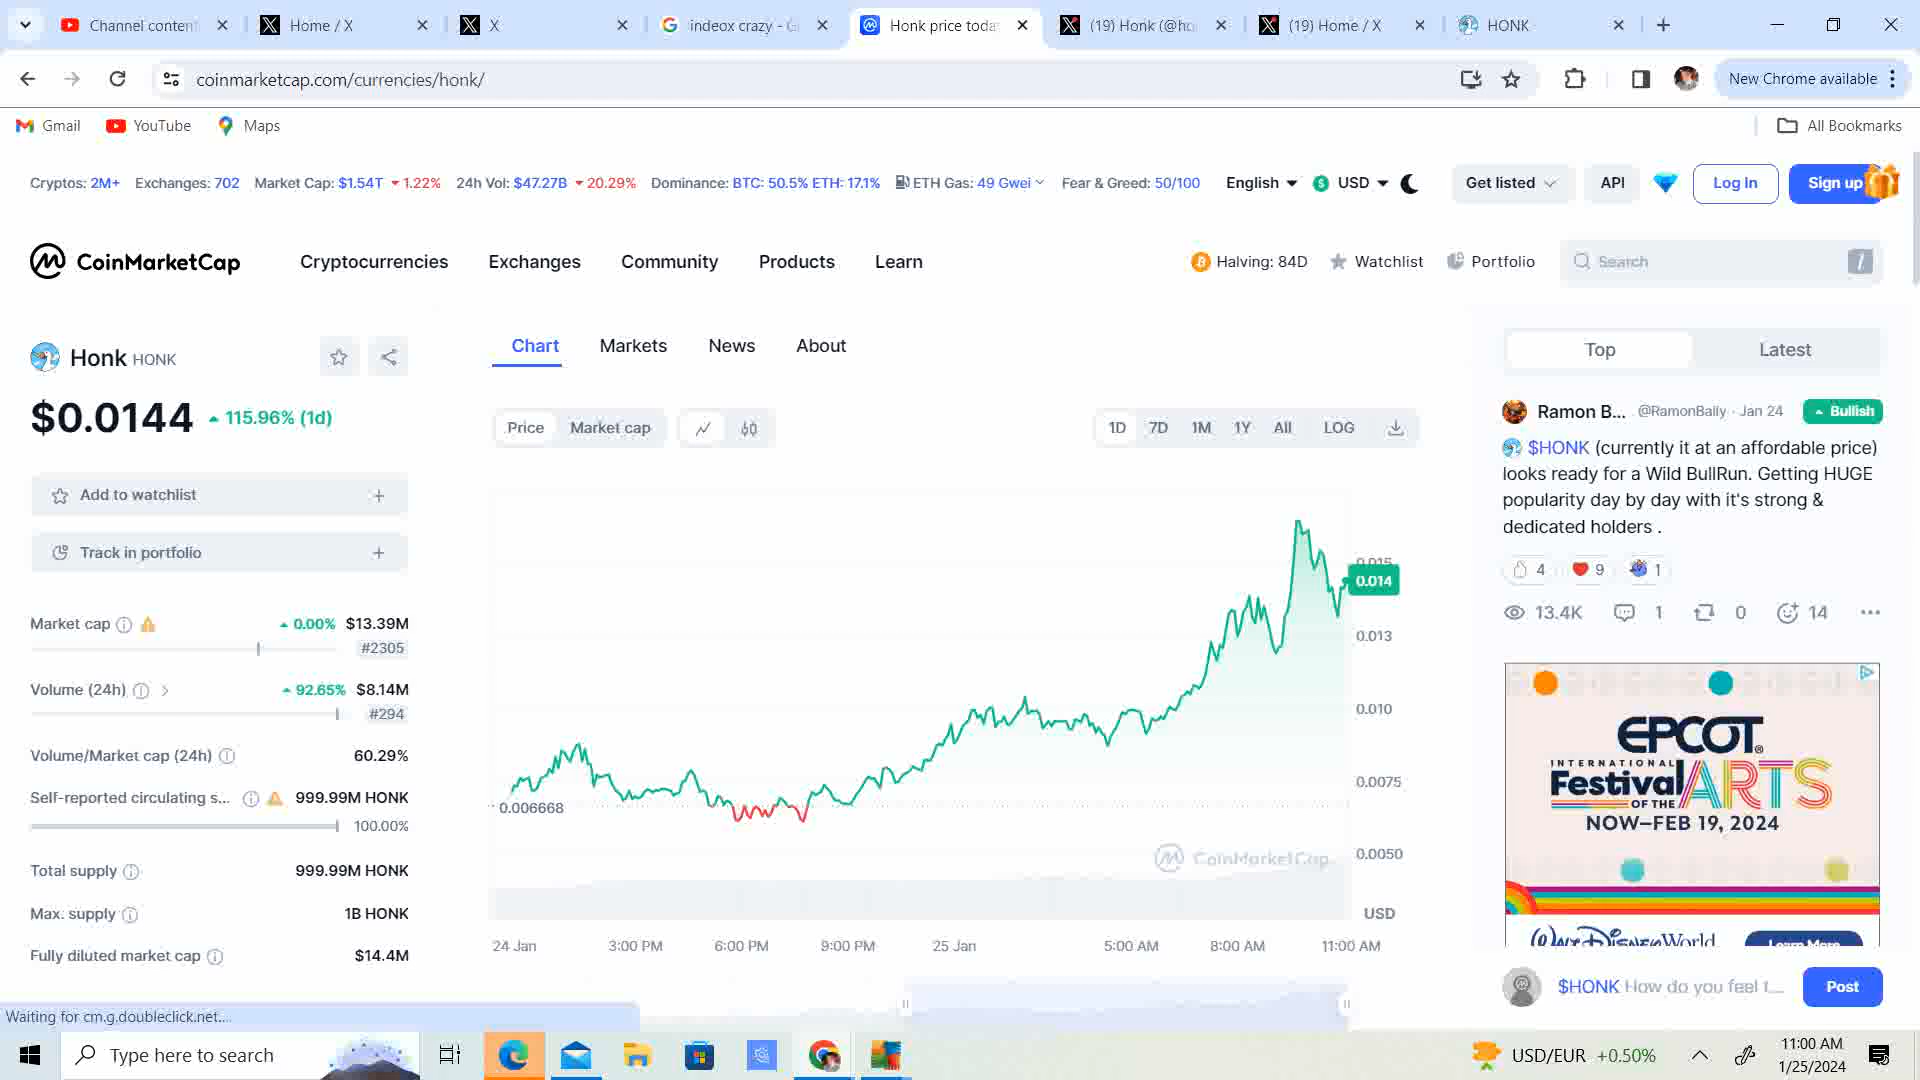 Channel content
Home / X
X
indeox crazy - G
Honk price toda
(19) Honk (@ho
(19) Home / X
HONK
coinmarketcap.com/currencies/honk/
New Chrome available
Gmail
YouTube
Maps
All Bookmarks
Cryptos: 2M+ Exchanges: 702 Market Cap: $1.54T 1.22% 24h Vol: $47.27B 20.29% Dominance: BTC: 50.5% ETH: 17.1% ETH Gas: 49 Gwei Fear & Greed: 50/100
English
USD
Get listed
API
Log In
Sign up
CoinMarketCap
Cryptocurrencies
Exchanges
Community
Products
Learn
Halving: 84D
Watchlist
Portfolio
Search
/
Honk HONK
$0.0144 115.96% (1d)
Add to watchlist +
Track in portfolio +
Market cap 0.00% $13.39M
#2305
Volume (24h) 92.65% $8.14M
#294
Volume/Market cap (24h) 60.29%
Self-reported circulating s... 999.99M HONK
100.00%
Total supply 999.99M HONK
Max. supply 1B HONK
Fully diluted market cap $14.4M
Chart
Markets
News
About
Price
Market cap
1D 7D 1M 1Y All LOG
0.015
0.014
0.013
0.010
0.0075
0.006668
0.0050
CoinMarketCap
USD
24 Jan 3:00 PM 6:00 PM 9:00 PM 25 Jan 5:00 AM 8:00 AM 11:00 AM
Top
Latest
Ramon B... @RamonBally · Jan 24 Bullish
$HONK (currently it at an affordable price)
looks ready for a Wild BullRun. Getting HUGE
popularity day by day with it's strong &
dedicated holders .
4 9 1
13.4K 1 0 14
EPCOT®
INTERNATIONAL
Festival
OF THE
ARTS
NOW–FEB 19, 2024
Walt Disney World
Learn More
$HONK How do you feel t....
Post
Waiting for cm.g.doubleclick.net....
Type here to search
USD/EUR +0.50%
11:00 AM
1/25/2024